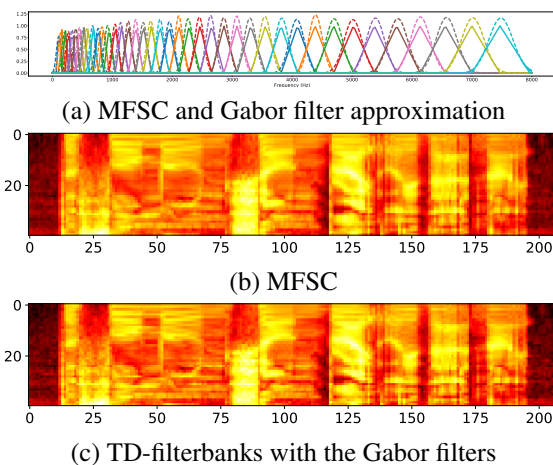 1.25
1.00
0.75
0.50
0.25
0.00
0 1000 2000 3000 4000 5000 6000 7000 8000
Frequency (Hz)
(a) MFSC and Gabor filter approximation
0
20
0 25 50 75 100 125 150 175 200
(b) MFSC
0
20
0 25 50 75 100 125 150 175 200
(c) TD-filterbanks with the Gabor filters